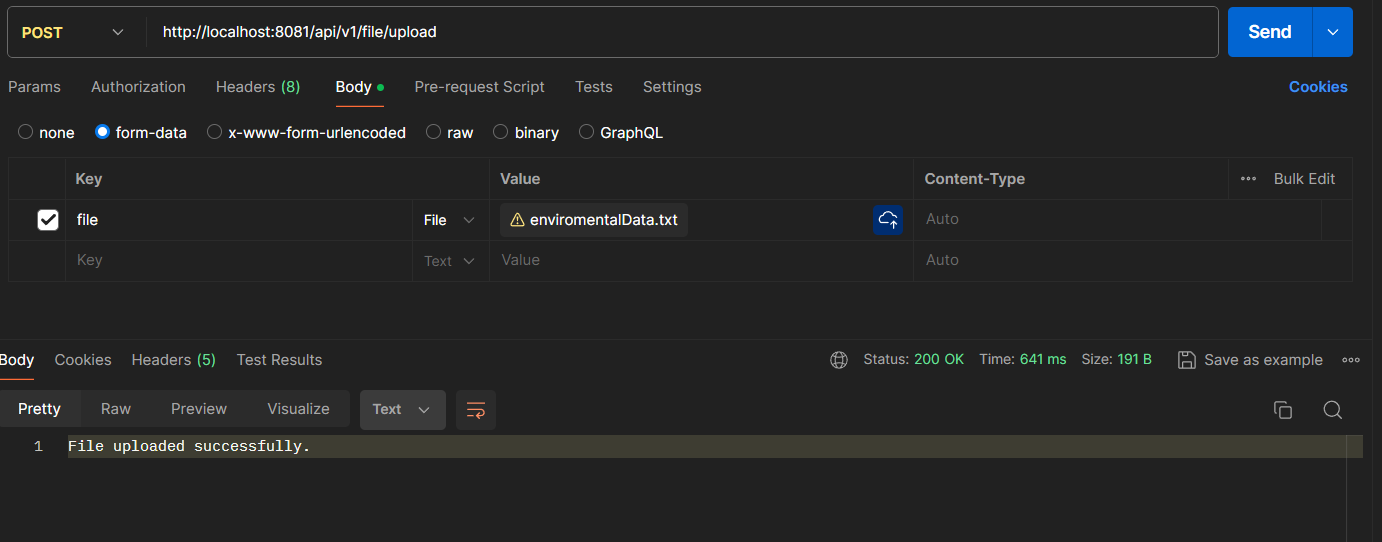 POST http://localhost:8081/api/v1/file/upload Send
Params Authorization Headers (8) Body Pre-request Script Tests Settings Cookies
none form-data x-www-form-urlencoded raw binary GraphQL
Key Value Content-Type Bulk Edit
file File enviromentalData.txt Auto
Key Text Value Auto
Body Cookies Headers (5) Test Results Status: 200 OK Time: 641 ms Size: 191 B Save as example
Pretty Raw Preview Visualize Text
1 File uploaded successfully.